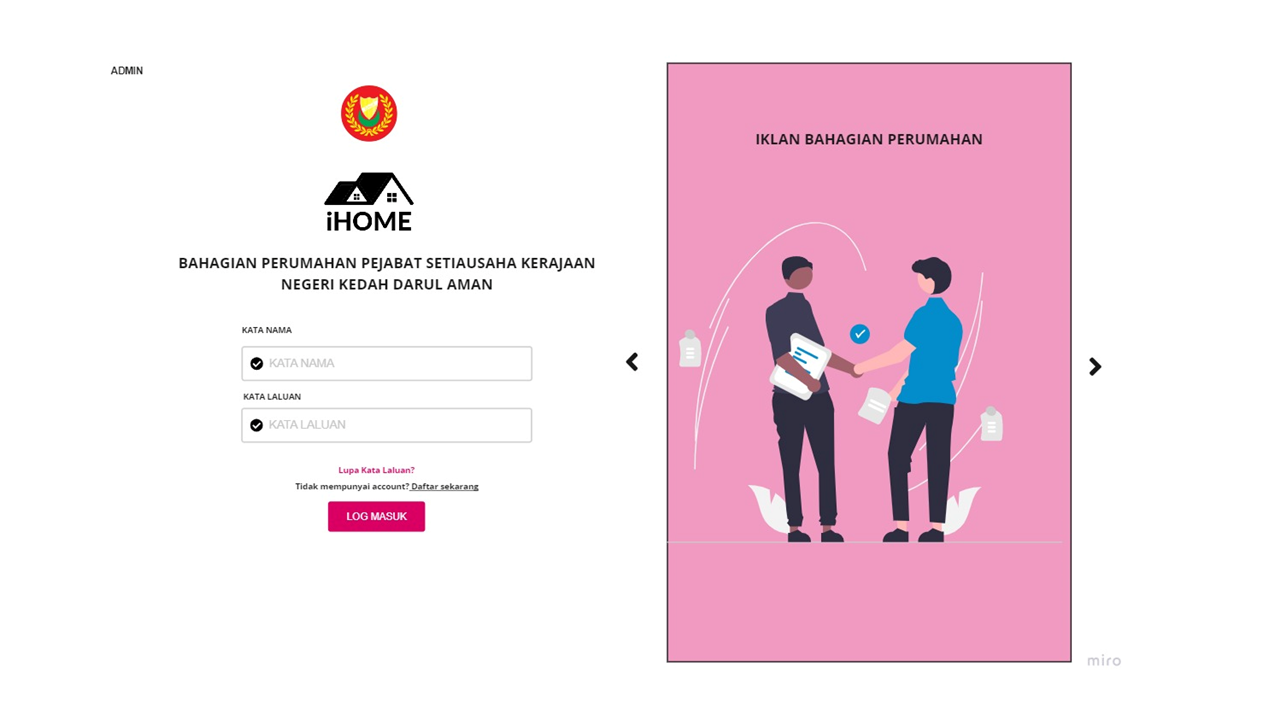 ADMIN
iHOME
BAHAGIAN PERUMAHAN PEJABAT SETIAUSAHA KERAJAAN
NEGERI KEDAH DARUL AMAN
KATA NAMA
KATA NAMA
KATA LALUAN
KATA LALUAN
Lupa Kata Laluan?
Tidak mempunyai account? Daftar sekarang
LOG MASUK
IKLAN BAHAGIAN PERUMAHAN
miro